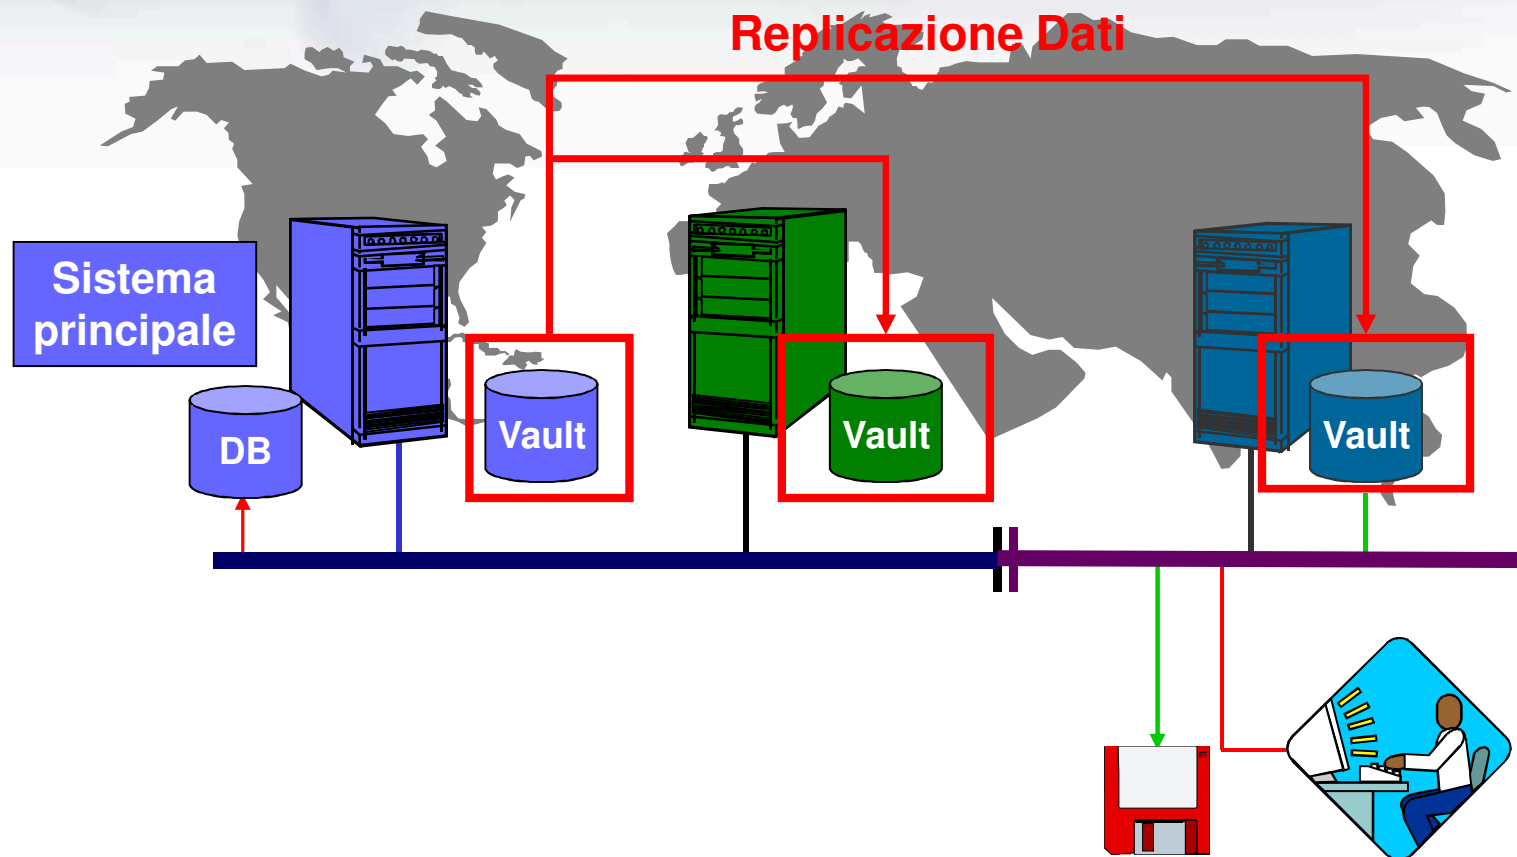 Replicazione Dati
Sistema
principale
DB
Vault
Vault
Vault